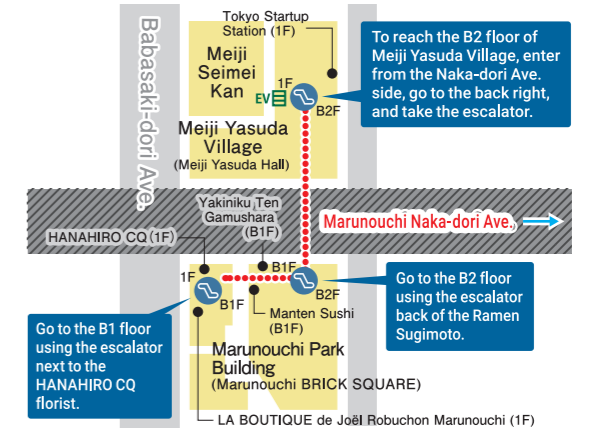 Babasaki-dori Ave.
Tokyo Startup
Station (1F)
Meiji
Seimei
Kan
1F
EV
B2F
Meiji Yasuda
Village
(Meiji Yasuda Hall)
To reach the B2 floor of
Meiji Yasuda Village, enter
from the Naka-dori Ave.
side, go to the back right,
and take the escalator.
Yakiniku Ten
Gamushara
(B1F)
Marunouchi Naka-dori Ave.
HANAHIRO CQ (1F)
1F
B1F
B1F
B2F
Manten Sushi
(B1F)
Go to the B2 floor
using the escalator
back of the Ramen
Sugimoto.
Go to the B1 floor
using the escalator
next to the
HANAHIRO CQ
florist.
Marunouchi Park
Building
(Marunouchi BRICK SQUARE)
LA BOUTIQUE de Joël Robuchon Marunouchi (1F)